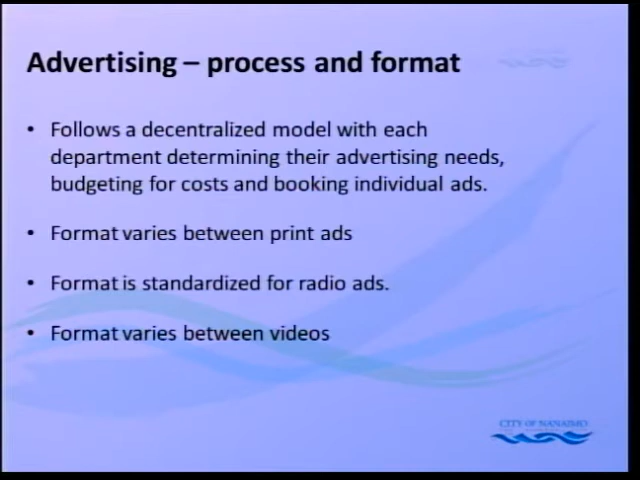 Advertising – process and format
• Follows a decentralized model with each
department determining their advertising needs,
budgeting for costs and booking individual ads.
• Format varies between print ads
• Format is standardized for radio ads.
• Format varies between videos
CITY OF NANAIMO